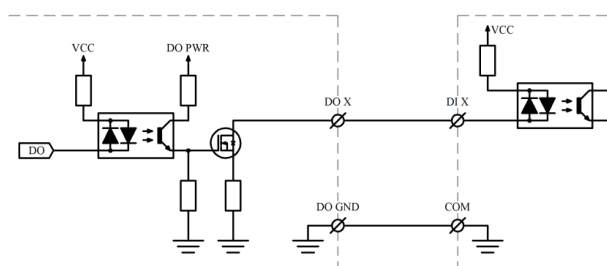 VCC
DO PWR
VCC
DO X
DI X
DO
DO GND
COM